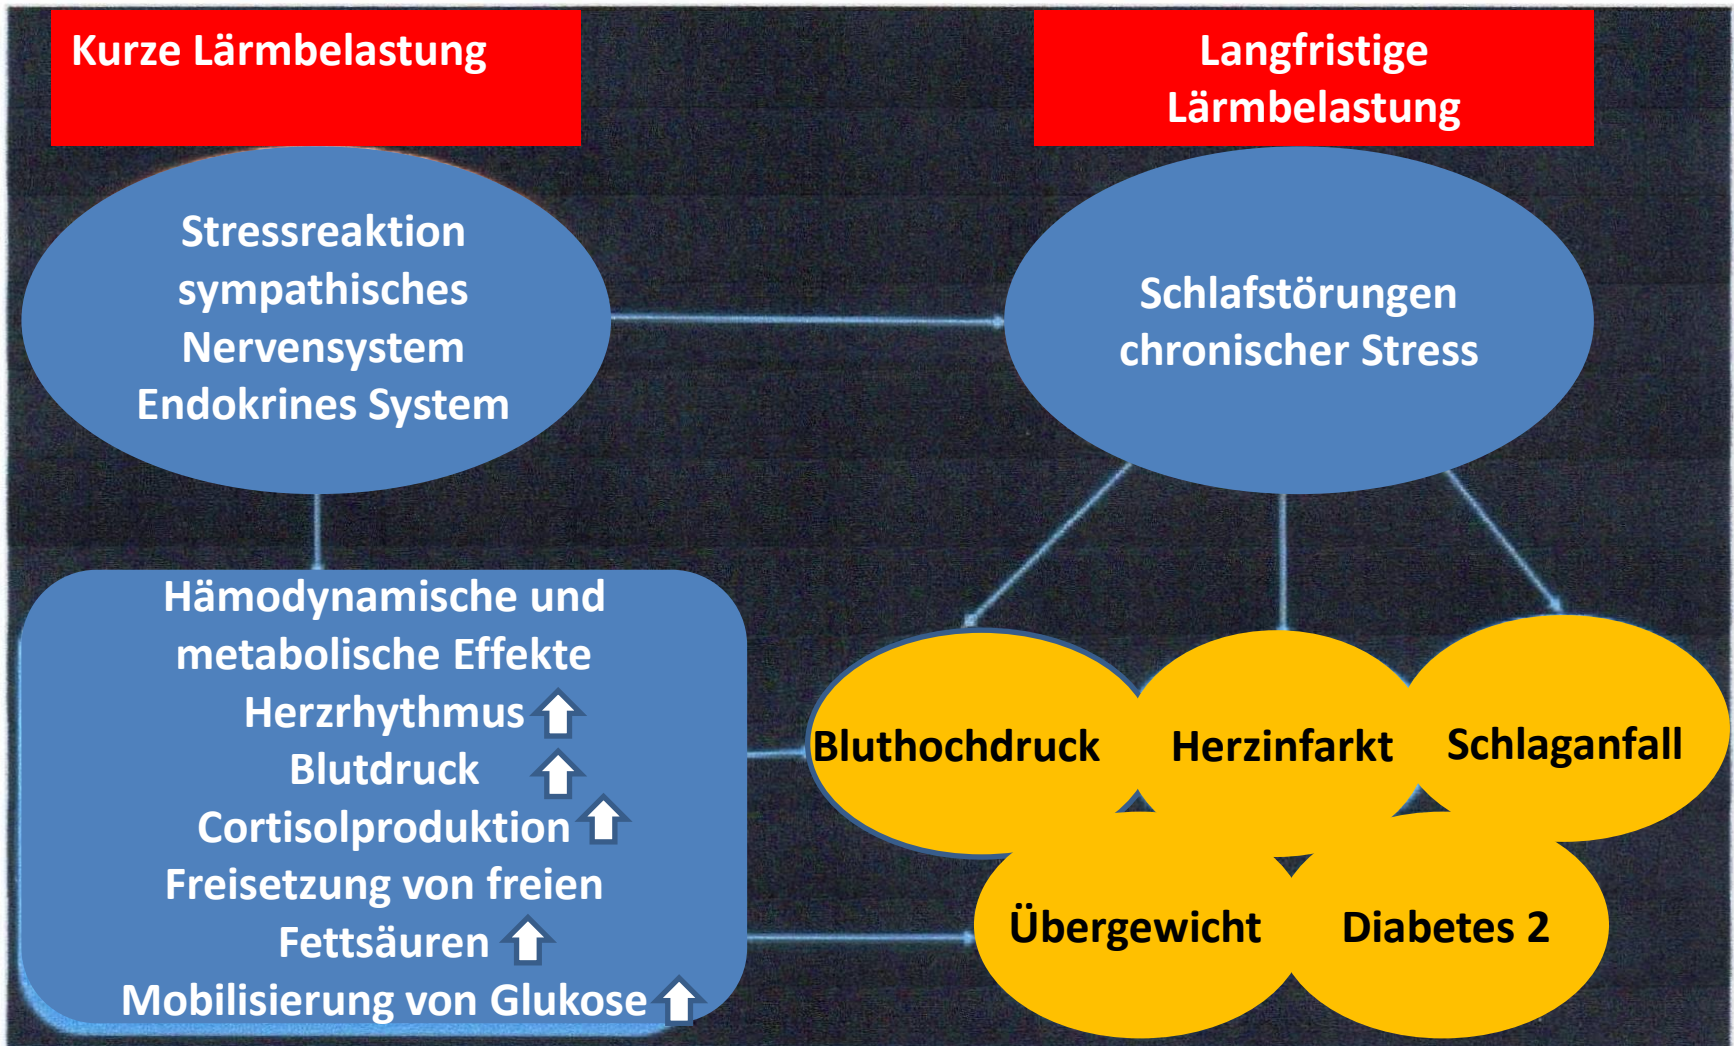 Kurze Lärmbelastung
Langfristige
Lärmbelastung
Stressreaktion
sympathisches
Nervensystem
Endokrines System
Schlafstörungen
chronischer Stress
Hämodynamische und
metabolische Effekte
Herzrhythmus
Blutdruck
Cortisolproduktion
Freisetzung von freien
Fettsäuren
Mobilisierung von Glukose
Bluthochdruck
Herzinfarkt
Schlaganfall
Übergewicht
Diabetes 2